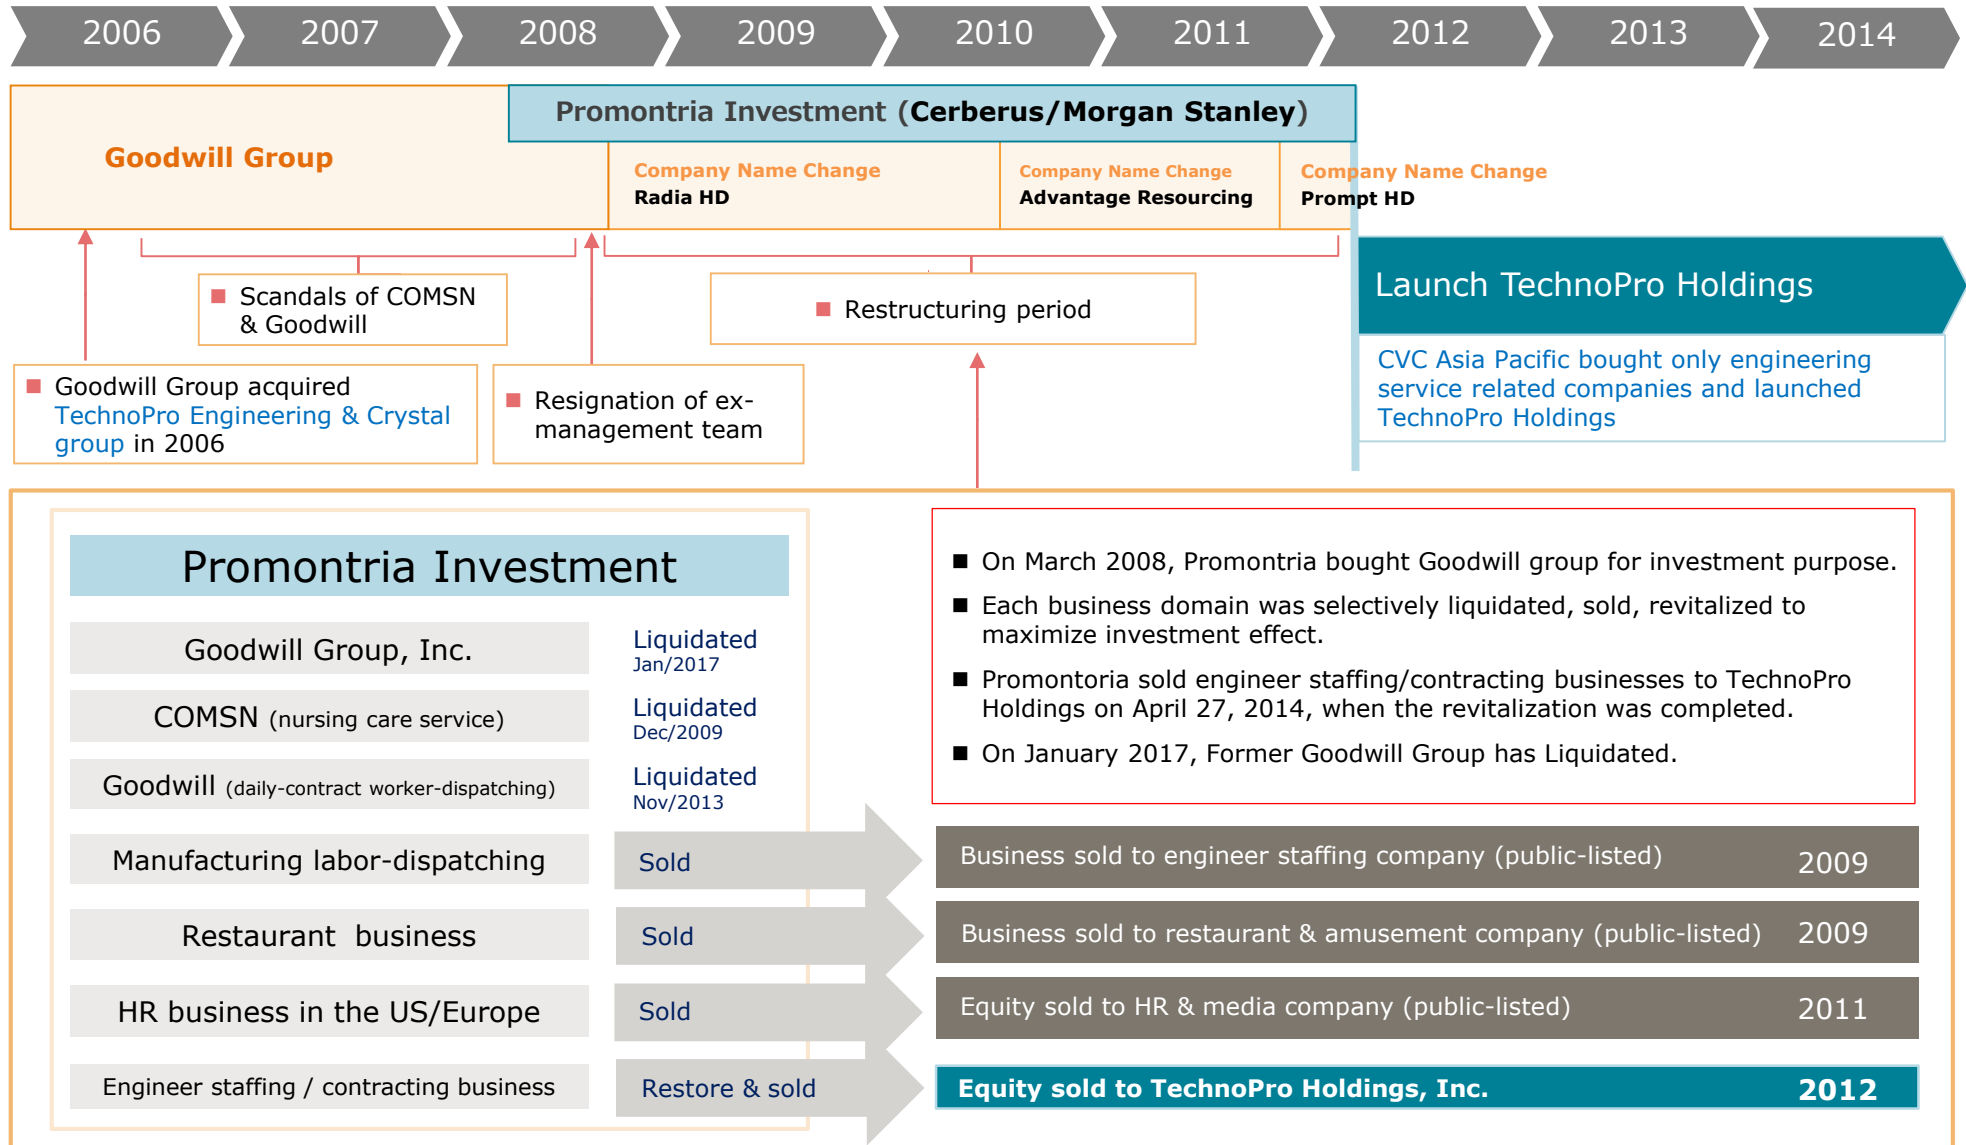 2006 2007 2008 2009 2010 2011 2012 2013 2014
Promontria Investment (Cerberus/Morgan Stanley)
Goodwill Group
Company Name Change
Radia HD
Company Name Change
Advantage Resourcing
Company Name Change
Prompt HD
■ Scandals of COMSN
& Goodwill
■ Restructuring period
Launch TechnoPro Holdings
■ Goodwill Group acquired
TechnoPro Engineering & Crystal
group in 2006
■ Resignation of ex-
management team
CVC Asia Pacific bought only engineering
service related companies and launched
TechnoPro Holdings
Promontria Investment
Goodwill Group, Inc.
Liquidated
Jan/2017
COMSN (nursing care service)
Liquidated
Dec/2009
Goodwill (daily-contract worker-dispatching)
Liquidated
Nov/2013
■ On March 2008, Promontria bought Goodwill group for investment purpose.
■ Each business domain was selectively liquidated, sold, revitalized to
maximize investment effect.
■ Promontoria sold engineer staffing/contracting businesses to TechnoPro
Holdings on April 27, 2014, when the revitalization was completed.
■ On January 2017, Former Goodwill Group has Liquidated.
Manufacturing labor-dispatching Sold Business sold to engineer staffing company (public-listed) 2009
Restaurant business Sold Business sold to restaurant & amusement company (public-listed) 2009
HR business in the US/Europe Sold Equity sold to HR & media company (public-listed) 2011
Engineer staffing / contracting business Restore & sold Equity sold to TechnoPro Holdings, Inc. 2012